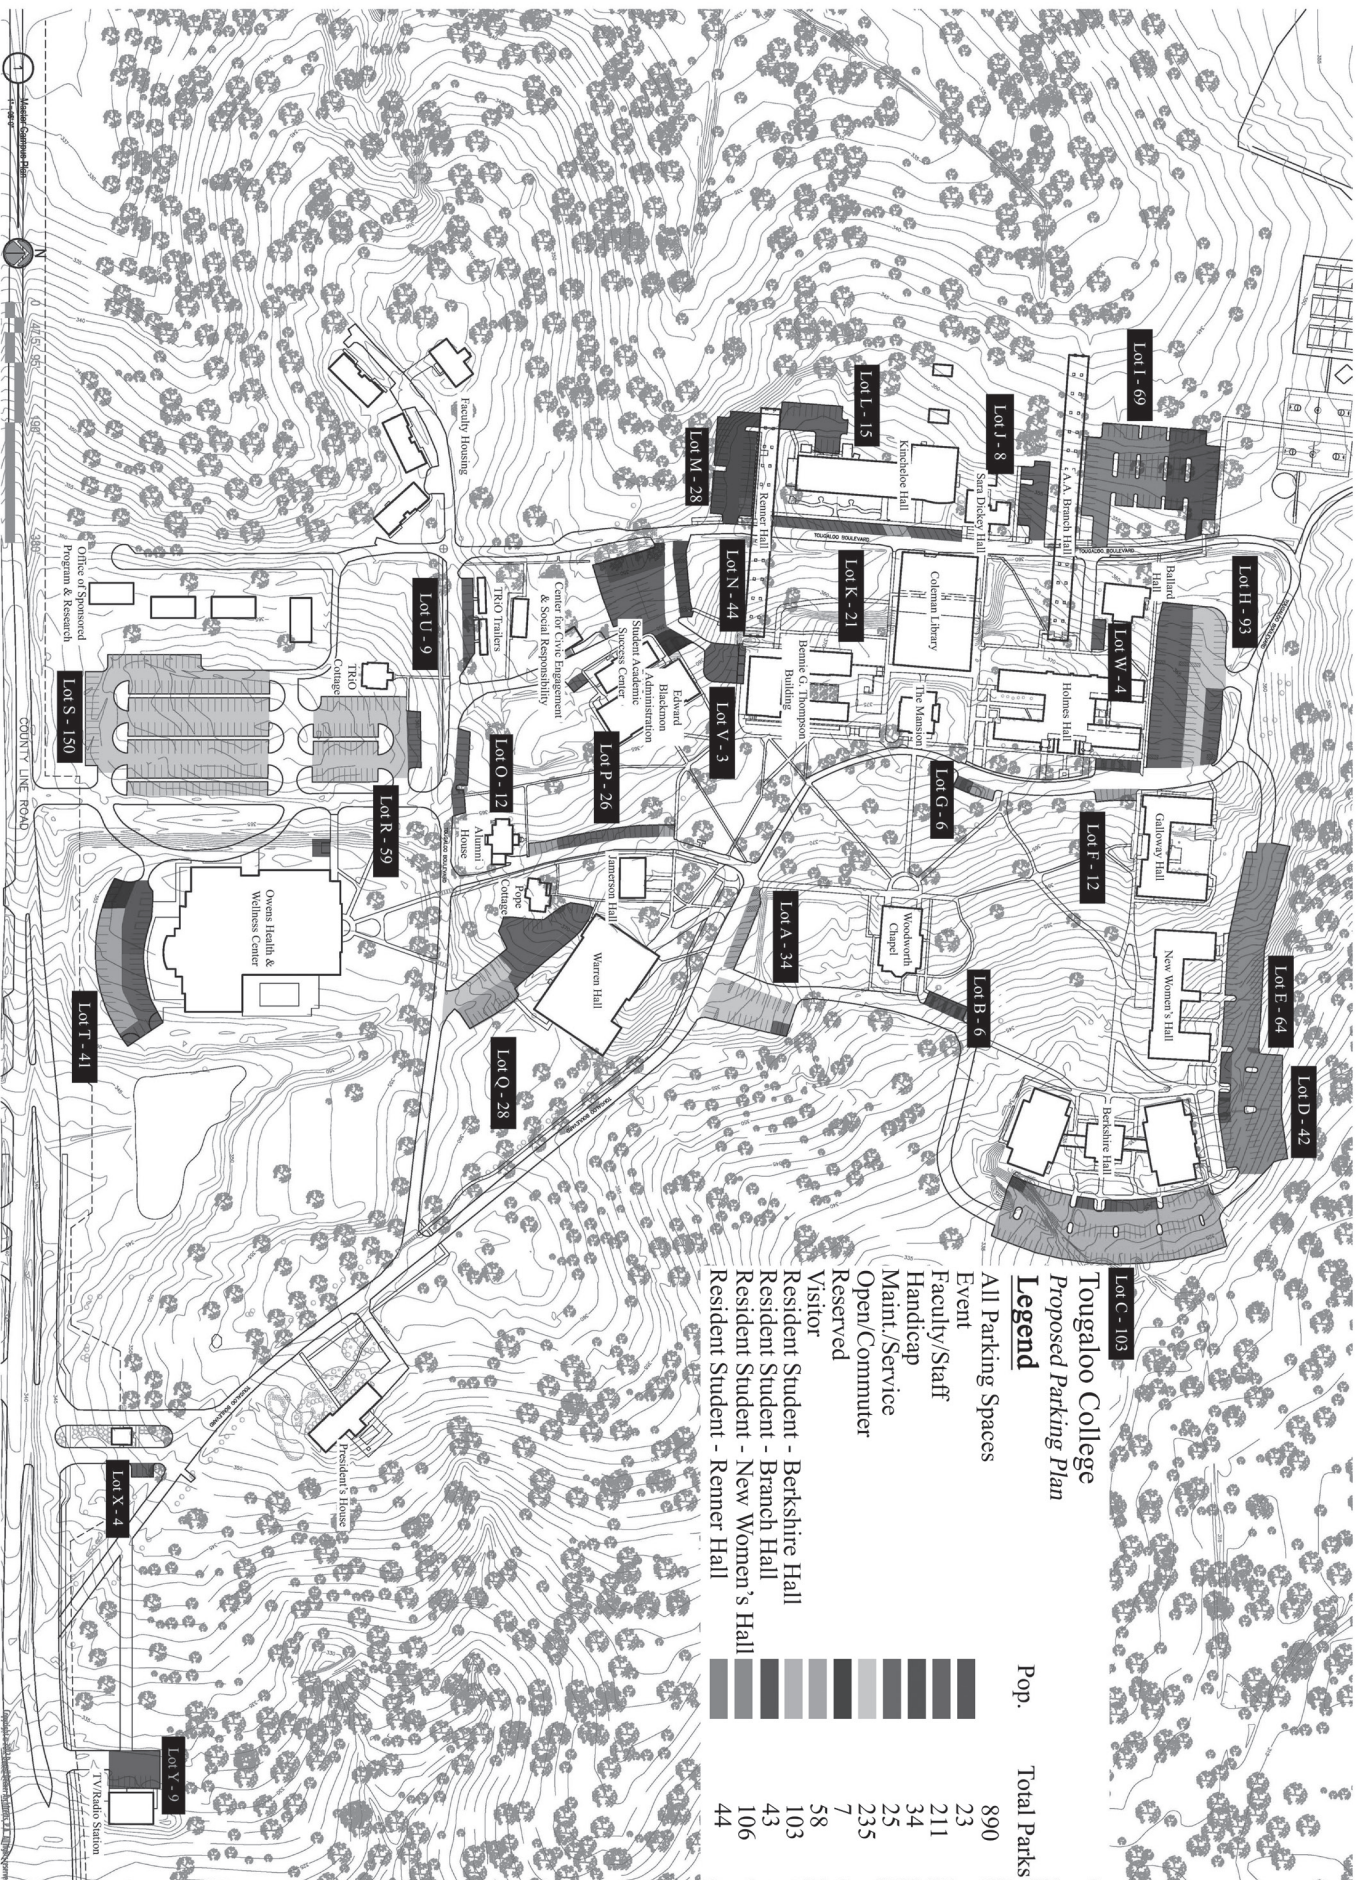 Tougaloo College
Proposed Parking Plan
Legend
Pop.
Total Parks
All Parking Spaces 890
Event 23
Faculty/Staff 211
Handicap 34
Maint./Service 25
Open/Commuter 235
Reserved 7
Visitor 58
Resident Student - Berkshire Hall 103
Resident Student - Branch Hall 43
Resident Student - New Women's Hall 106
Resident Student - Renner Hall 44
Lot I - 69
Lot H - 93
Lot E - 64
Lot D - 42
Lot C - 103
A.A. Branch Hall
TOUGALOO BOULEVARD
Ballard
Hall
Lot W - 4
Lot F - 12
Galloway Hall
New Women's Hall
Berkshire Hall
Lot J - 8
Sara Dickey Hall
Holmes Hall
Lot G - 6
Lot B - 6
Lot L - 15
Kincheloe Hall
Coleman Library
The Mansion
Woodworth
Chapel
TOUGALOO BOULEVARD
Lot K - 21
Bennie G. Thompson
Building
Lot A - 34
Lot M - 28
Renner Hall
Lot N - 44
Lot V - 3
Edward
Blackmon
Administration
Student Academic
Success Center
Lot P - 26
Jamerson Hall
Warren Hall
TOUGALOO BOULEVARD
Center for Civic Engagement
& Social Responsibility
TRiO Trailers
Lot O - 12
Alumni
House
Pope
Cottage
Lot Q - 28
Faculty Housing
Lot U - 9
TOUGALOO BOULEVARD
TRiO
Cottage
Lot R - 59
Owens Health &
Wellness Center
President's House
TOUGALOO BOULEVARD
Office of Sponsored
Program & Research
Lot S - 150
Lot T - 41
Lot X - 4
Lot Y - 9
TV/Radio Station
COUNTY LINE ROAD
1
Master Campus Plan
N